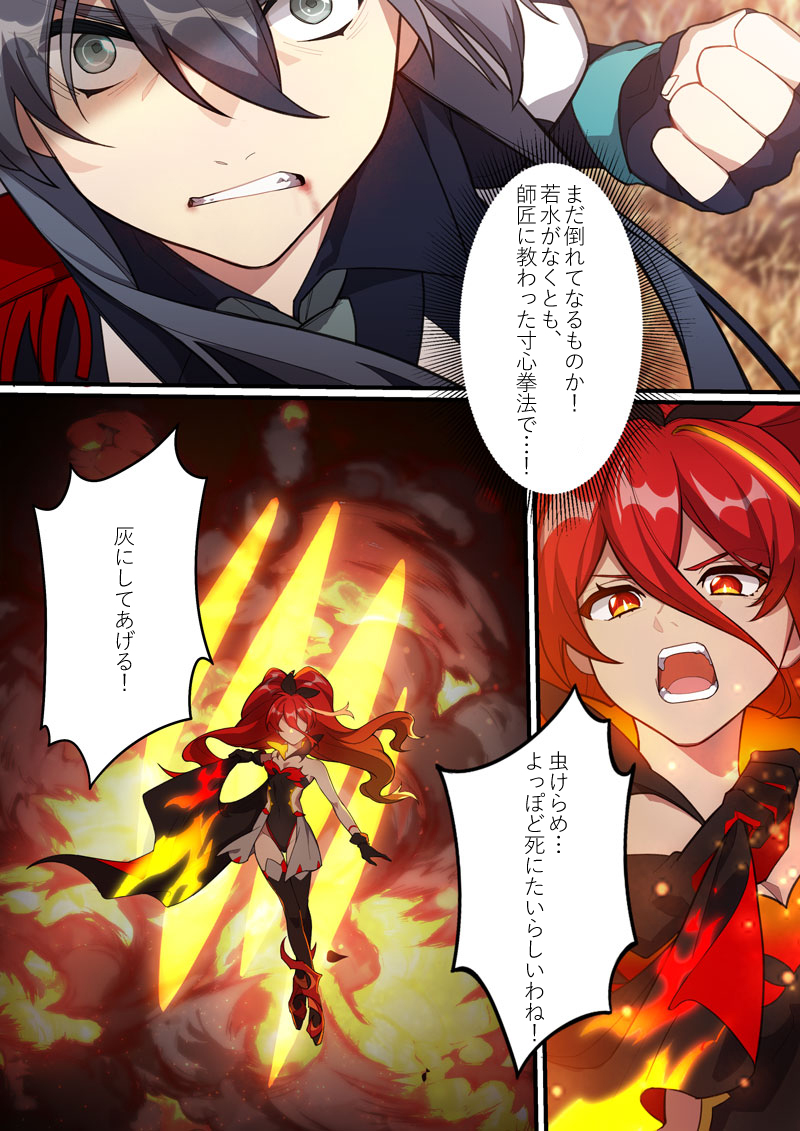 まだ倒れてなるものか！
若水がなくとも、
師匠に教わった寸心拳法で…！
虫けらめ…
よっぽど死にたいらしいわね！
灰にしてあげる！